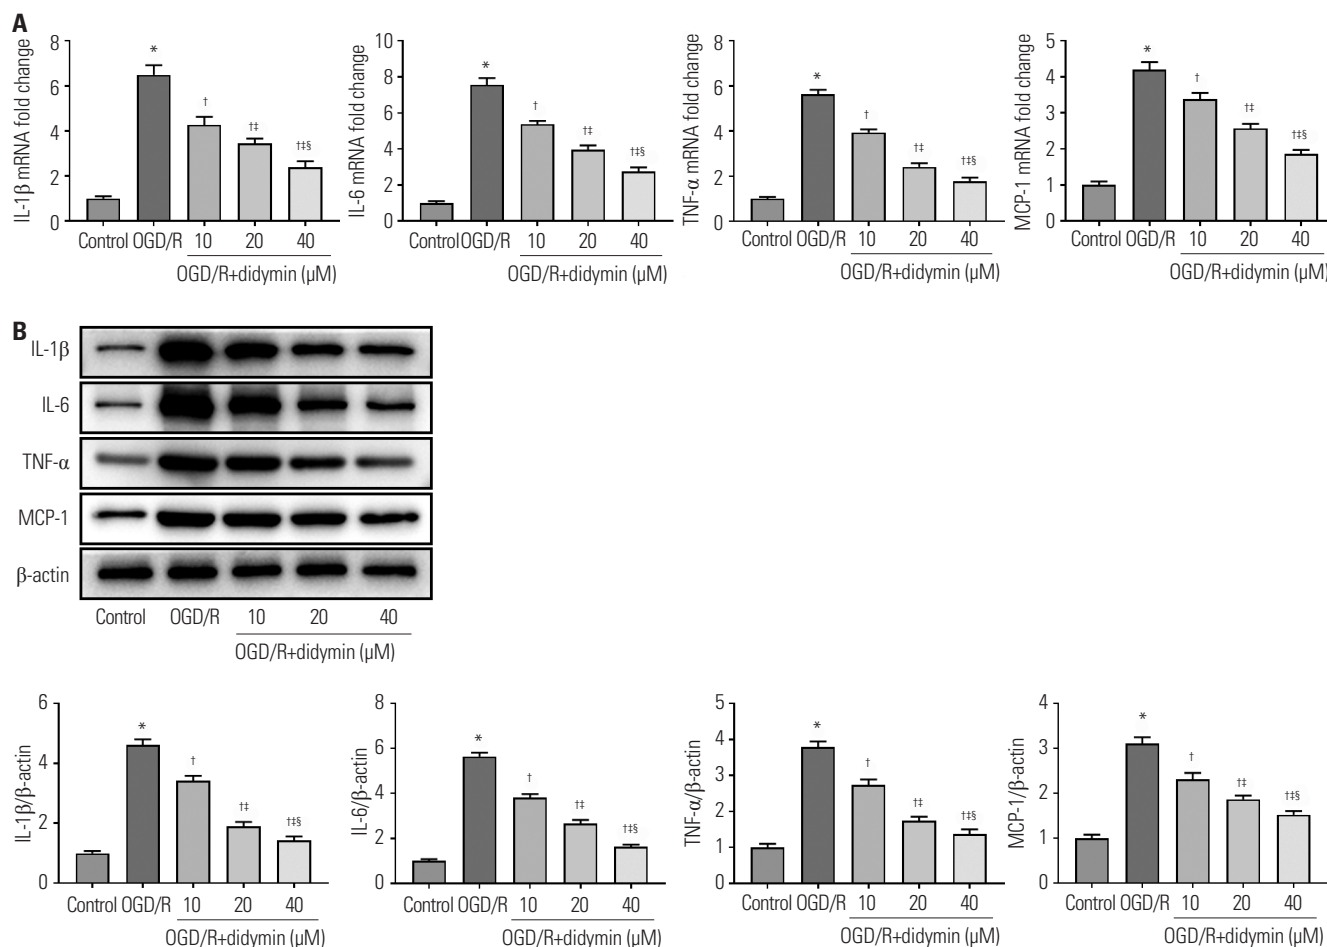 A
IL-1β mRNA fold change
8
6
4
2
0
*
†
†‡
†‡§
Control OGD/R 10 20 40
OGD/R+didymin (μM)
IL-6 mRNA fold change
10
8
6
4
2
0
*
†
†‡
†‡§
Control OGD/R 10 20 40
OGD/R+didymin (μM)
TNF-α mRNA fold change
8
6
4
2
0
*
†
†‡
†‡§
Control OGD/R 10 20 40
OGD/R+didymin (μM)
MCP-1 mRNA fold change
5
4
3
2
1
0
*
†
†‡
†‡§
Control OGD/R 10 20 40
OGD/R+didymin (μM)
B
IL-1β
IL-6
TNF-α
MCP-1
β-actin
Control OGD/R 10 20 40
OGD/R+didymin (μM)
IL-1β/β-actin
6
4
2
0
*
†
†‡
†‡§
Control OGD/R 10 20 40
OGD/R+didymin (μM)
IL-6/β-actin
8
6
4
2
0
*
†
†‡
†‡§
Control OGD/R 10 20 40
OGD/R+didymin (μM)
TNF-α/β-actin
5
4
3
2
1
0
*
†
†‡
†‡§
Control OGD/R 10 20 40
OGD/R+didymin (μM)
MCP-1/β-actin
4
3
2
1
0
*
†
†‡
†‡§
Control OGD/R 10 20 40
OGD/R+didymin (μM)